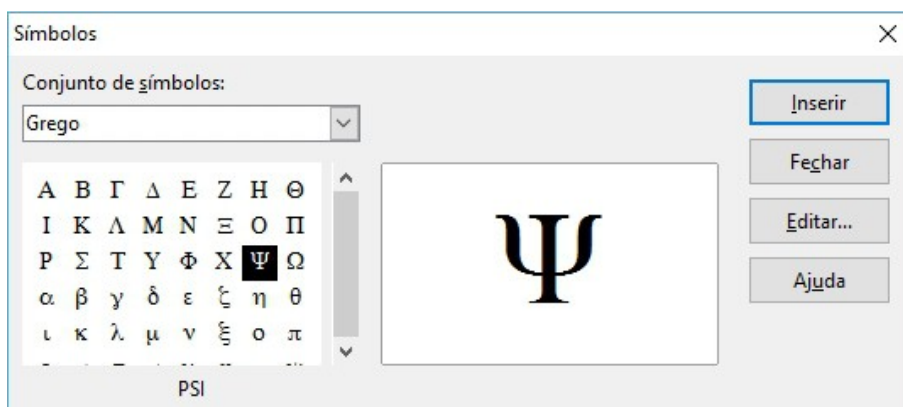 Símbolos
Conjunto de símbolos:
Grego
Inserir
Fechar
Editar...
Ajuda
Α Β Γ Δ Ε Ζ Η Θ
Ι Κ Λ Μ Ν Ξ Ο Π
Ρ Σ Τ Υ Φ Χ Ψ Ω
α β γ δ ε ζ η θ
ι κ λ μ ν ξ ο π
Ψ
PSI